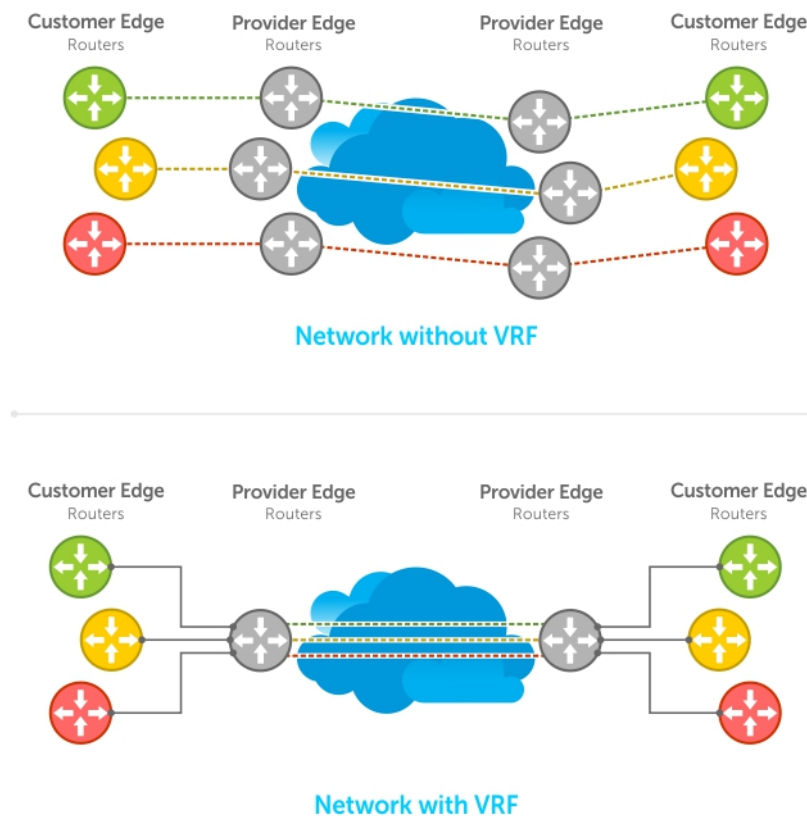 Customer Edge
Routers
Provider Edge
Routers
Provider Edge
Routers
Customer Edge
Routers
Network without VRF
Customer Edge
Routers
Provider Edge
Routers
Provider Edge
Routers
Customer Edge
Routers
Network with VRF